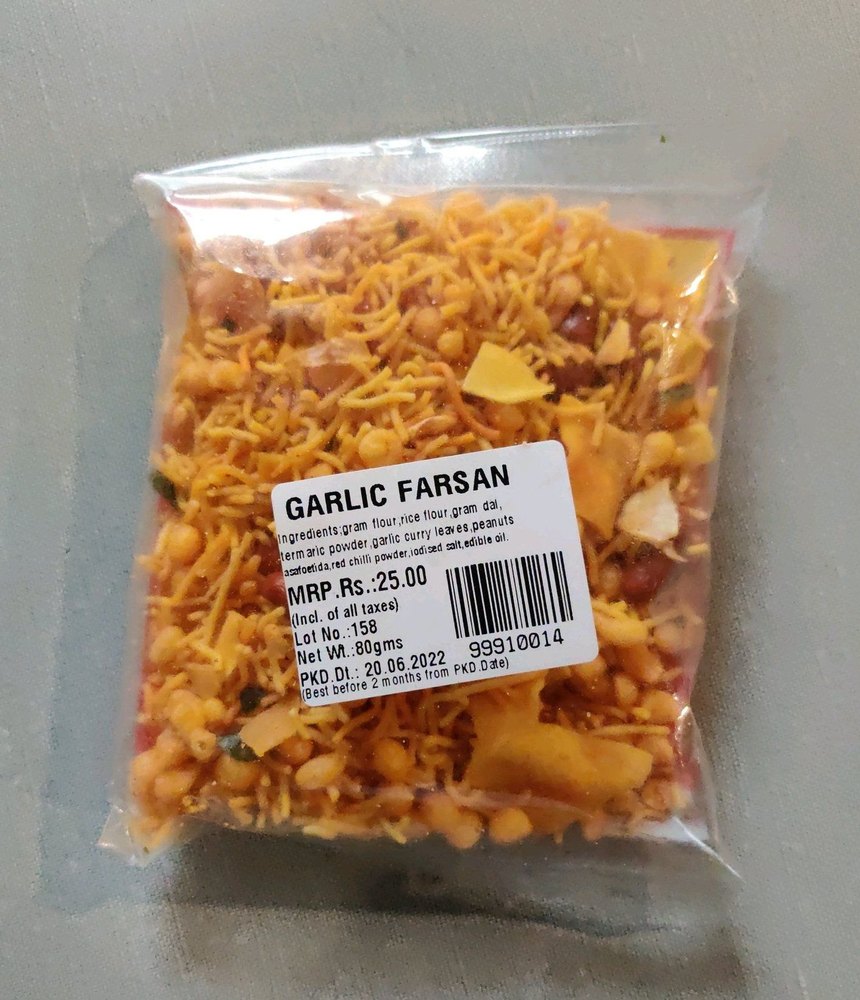 GARLIC FARSAN
Ingredients:gram flour,rice flour,gram dal,
termaric powder,garlic curry leaves,peanuts
asafoetida,red chilli powder,iodised salt,edible oil.
MRP.Rs.:25.00
(Incl. of all taxes)
Lot No.:158
Net Wt.:80gms
99910014
PKD.Dt.: 20.06.2022
(Best before 2 months from PKD.Date)